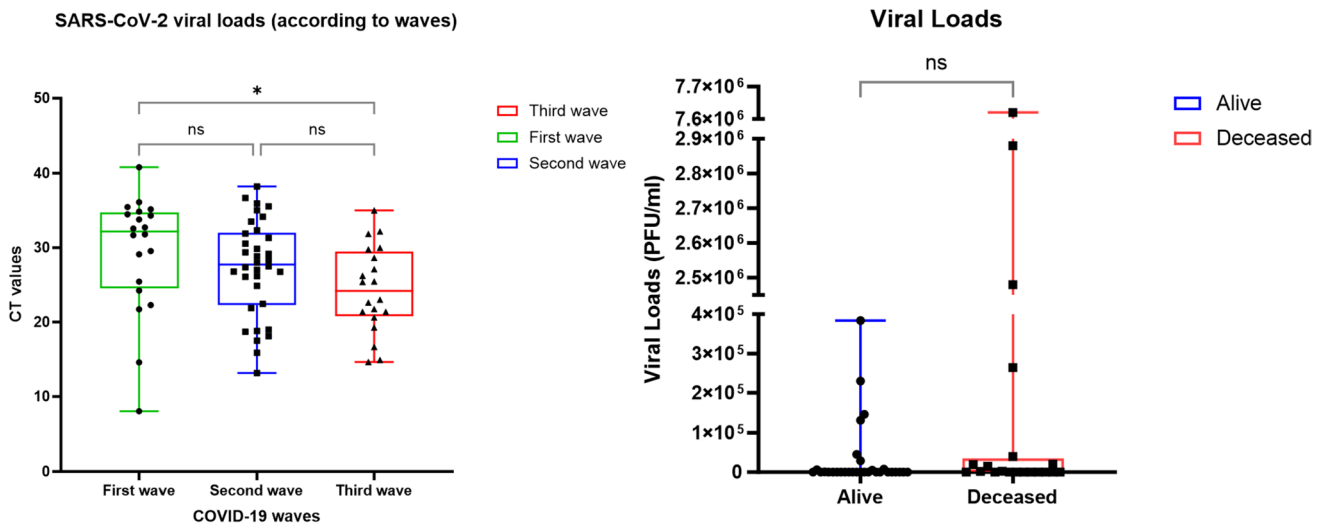 SARS-CoV-2 viral loads (according to waves)
*
ns
ns
50
40
30
20
10
0
CT values
First wave
Second wave
Third wave
COVID-19 waves
Third wave
First wave
Second wave
Viral Loads
ns
7.7×10⁶
7.6×10⁶
2.9×10⁶
2.8×10⁶
2.7×10⁶
2.6×10⁶
2.5×10⁶
4×10⁵
3×10⁵
2×10⁵
1×10⁵
0
Viral Loads (PFU/ml)
Alive
Deceased
Alive
Deceased